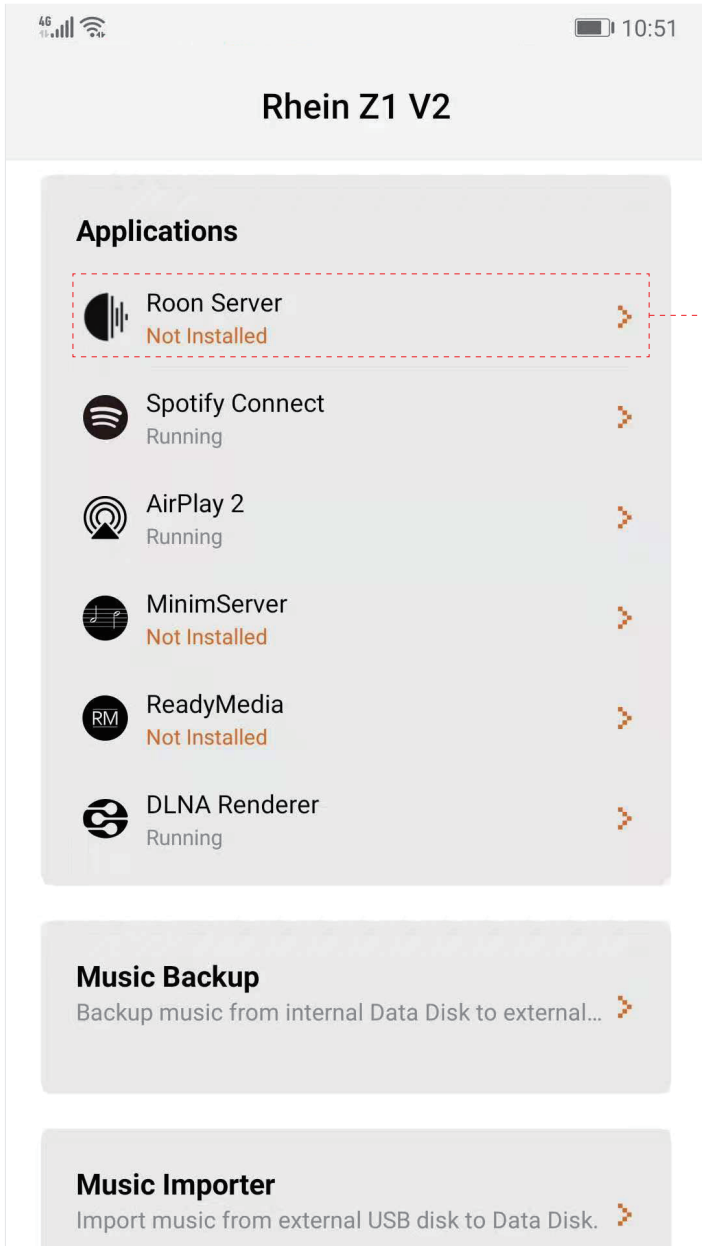 4G
10:51
Rhein Z1 V2
Applications
Roon Server
Not Installed
Spotify Connect
Running
AirPlay 2
Running
MinimServer
Not Installed
RM
ReadyMedia
Not Installed
DLNA Renderer
Running
Music Backup
Backup music from internal Data Disk to external...
Music Importer
Import music from external USB disk to Data Disk.